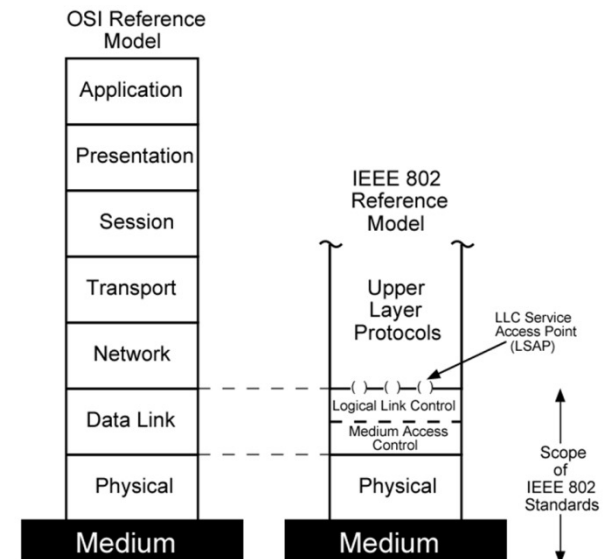 OSI Reference
Model
Application
Presentation
Session
Transport
Network
Data Link
Physical
Medium
IEEE 802
Reference
Model
Upper
Layer
Protocols
LLC Service
Access Point
(LSAP)
Logical Link Control
Medium Access
Control
Physical
Medium
Scope
of
IEEE 802
Standards